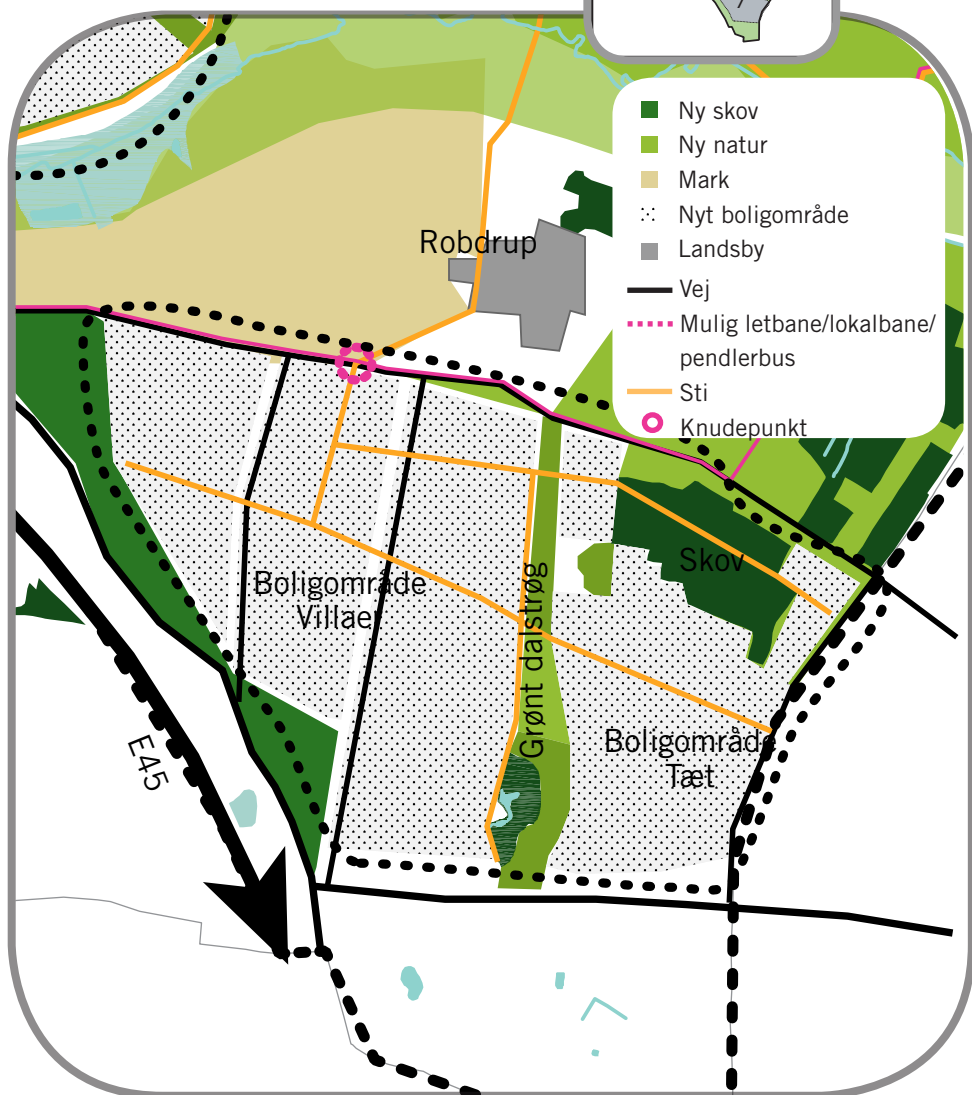 Ny skov
Ny natur
Mark
Nyt boligområde
Landsby
Vej
Mulig letbane/lokalbane/
pendlerbus
Sti
Knudepunkt
Robdrup
Skov
Boligområde
Villaer
Grønt dalstrøg
Boligområde
Tæt
E45